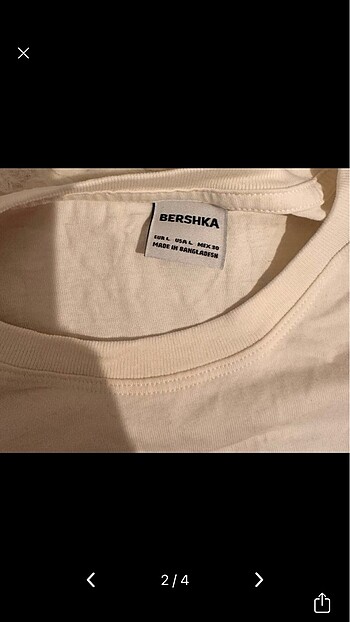 BERSHKA
EUR L USA L MEX 30
MADE IN BANGLADESH
2/4